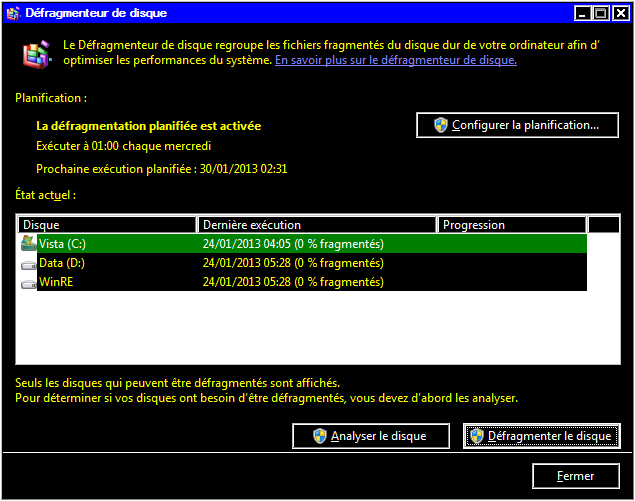 Défragmenteur de disque
Le Défragmenteur de disque regroupe les fichiers fragmentés du disque dur de votre ordinateur afin d'
optimiser les performances du système. En savoir plus sur le défragmenteur de disque.
Planification :
La défragmentation planifiée est activée
Configurer la planification...
Exécuter à 01:00 chaque mercredi
Prochaine exécution planifiée : 30/01/2013 02:31
État actuel :
Disque Dernière exécution Progression
Vista (C:) 24/01/2013 04:05 (0 % fragmentés)
Data (D:) 24/01/2013 05:28 (0 % fragmentés)
WinRE 24/01/2013 05:28 (0 % fragmentés)
Seuls les disques qui peuvent être défragmentés sont affichés.
Pour déterminer si vos disques ont besoin d'être défragmentés, vous devez d'abord les analyser.
Analyser le disque Défragmenter le disque
Fermer